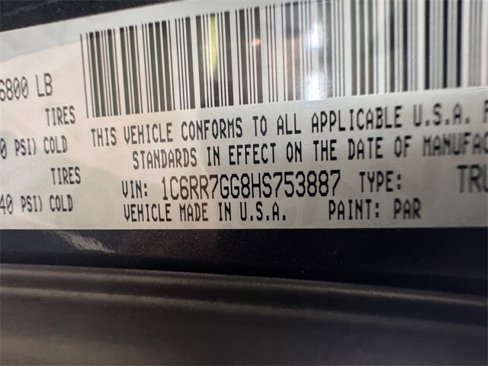 6800 LB
TIRES
0 PSI) COLD
THIS VEHICLE CONFORMS TO ALL APPLICABLE U.S.A. F
STANDARDS IN EFFECT ON THE DATE OF MANUFAC
TIRES
VIN: 1C6RR7GG8HS753887 TYPE: TRU
40 PSI) COLD
VEHICLE MADE IN U.S.A. PAINT: PAR